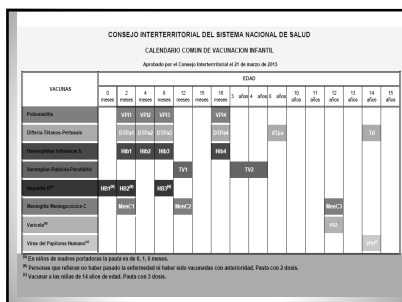 CONSEJO INTERTERRITORIAL DEL SISTEMA NACIONAL DE SALUD
CALENDARIO COMUN DE VACUNACION INFANTIL
Aprobado por el Consejo Interterritorial el 21 de marzo de 2013
VACUNAS
EDAD
0 meses 2 meses 4 meses 6 meses 12 meses 15 meses 18 meses 3 años 4 años 6 años 10 años 11 años 12 años 13 años 14 años 15 años
Poliomielitis VPI1 VPI2 VPI3 VPI4
Difteria-Tétanos-Pertussis DTPa1 DTPa2 DTPa3 DTPa4 dTpa Td
Haemophilus influenzae b Hib1 Hib2 Hib3 Hib4
Sarampión-Rubéola-Parotiditis TV1 TV2
Hepatitis B(a) HB1(a) HB2(a) HB3(a)
Meningitis Meningocócica C MenC1 MenC2 MenC3
Varicela(b) VVZ
Virus del Papiloma Humano(c)
(a) En niños de madres portadoras la pauta es de 0, 1, 6 meses.
(b) Personas que refieran no haber pasado la enfermedad ni haber sido vacunadas con anterioridad. Pauta con 2 dosis.
(c) Vacunar a las niñas de 14 años de edad. Pauta con 3 dosis.